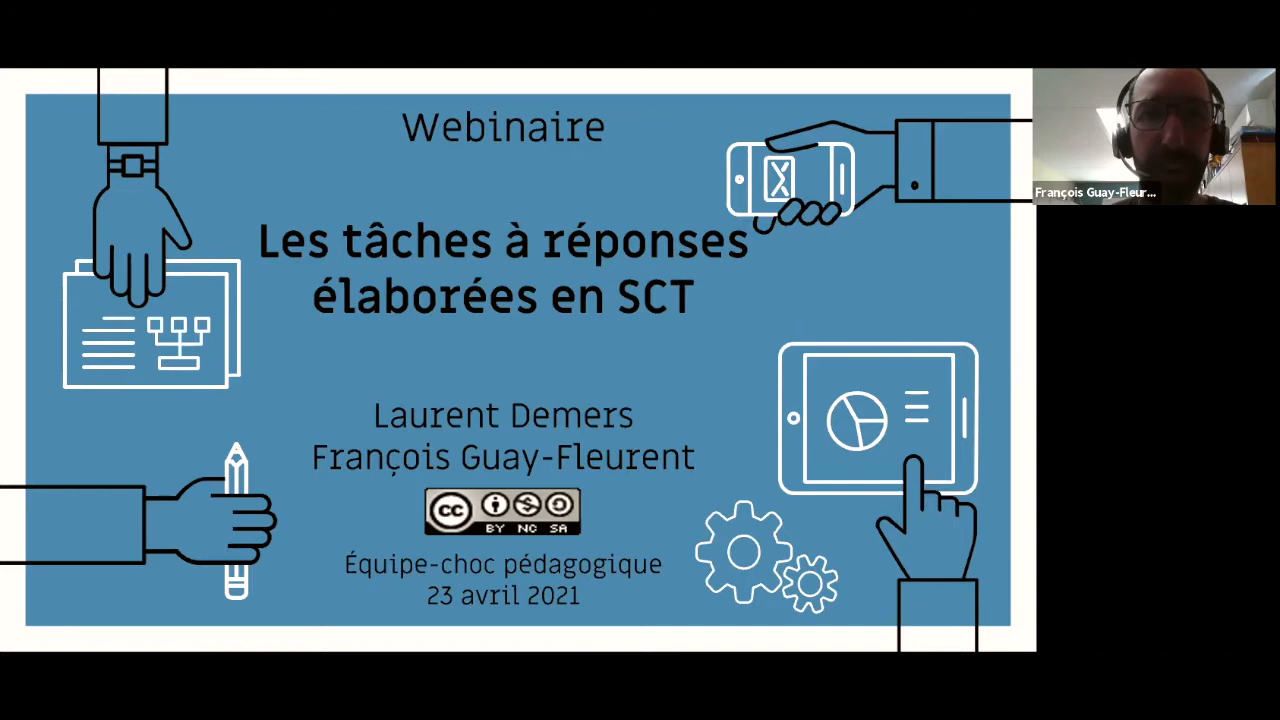 Webinaire
Les tâches à réponses
élaborées en SCT
Laurent Demers
François Guay-Fleurent
cc
BY NC SA
Équipe-choc pédagogique
23 avril 2021
François Guay-Fleur...